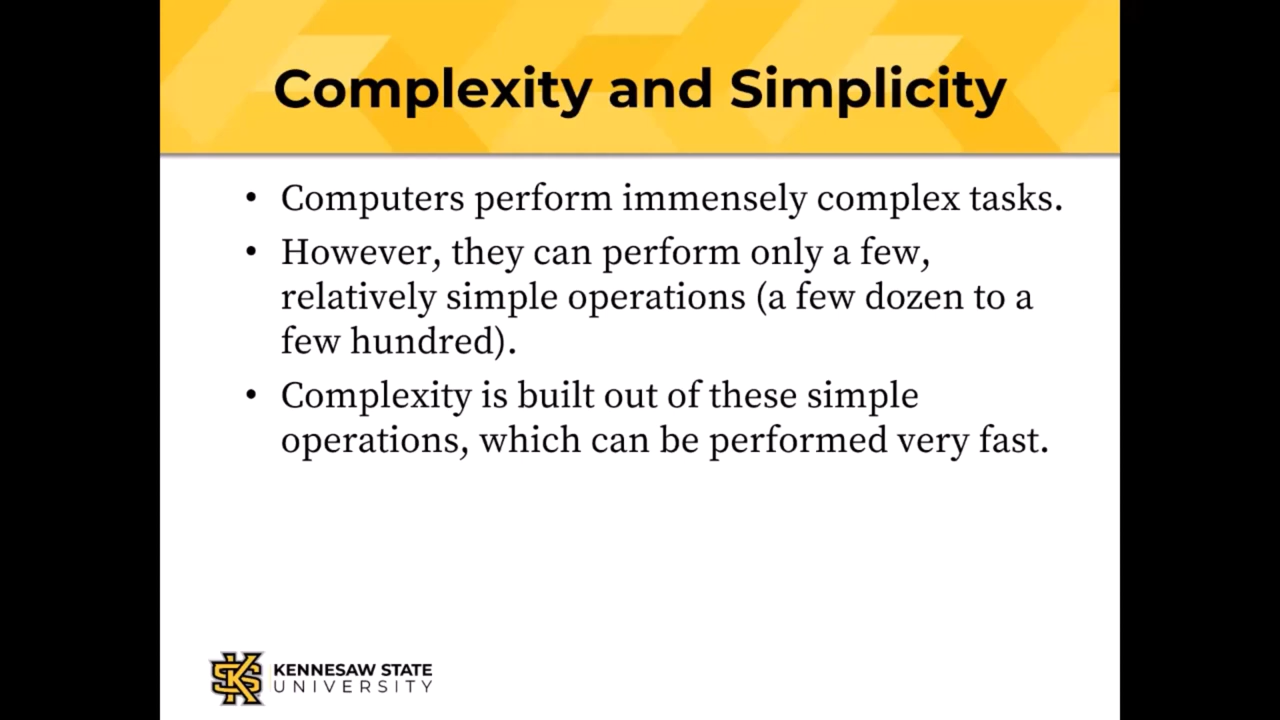 Complexity and Simplicity
• Computers perform immensely complex tasks.
• However, they can perform only a few,
relatively simple operations (a few dozen to a
few hundred).
• Complexity is built out of these simple
operations, which can be performed very fast.
KENNESAW STATE
UNIVERSITY